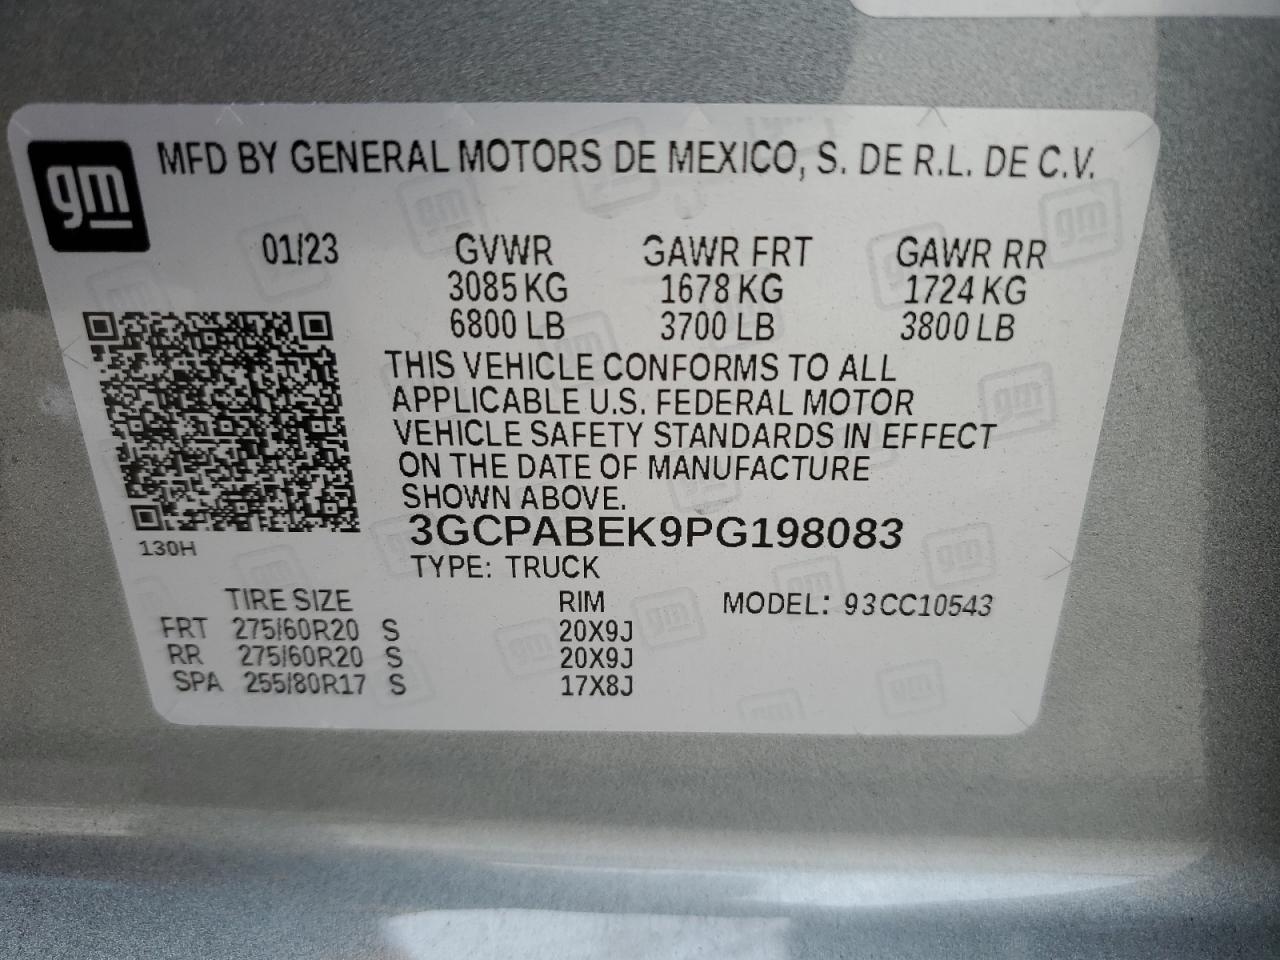 gm
MFD BY GENERAL MOTORS DE MEXICO, S. DE R.L. DE C.V.
01/23 GVWR GAWR FRT GAWR RR
3085 KG 1678 KG 1724 KG
6800 LB 3700 LB 3800 LB
THIS VEHICLE CONFORMS TO ALL
APPLICABLE U.S. FEDERAL MOTOR
VEHICLE SAFETY STANDARDS IN EFFECT
ON THE DATE OF MANUFACTURE
SHOWN ABOVE.
3GCPABEK9PG198083
130H
TYPE: TRUCK
TIRE SIZE RIM MODEL: 93CC10543
FRT 275/60R20 S 20X9J
RR 275/60R20 S 20X9J
SPA 255/80R17 S 17X8J